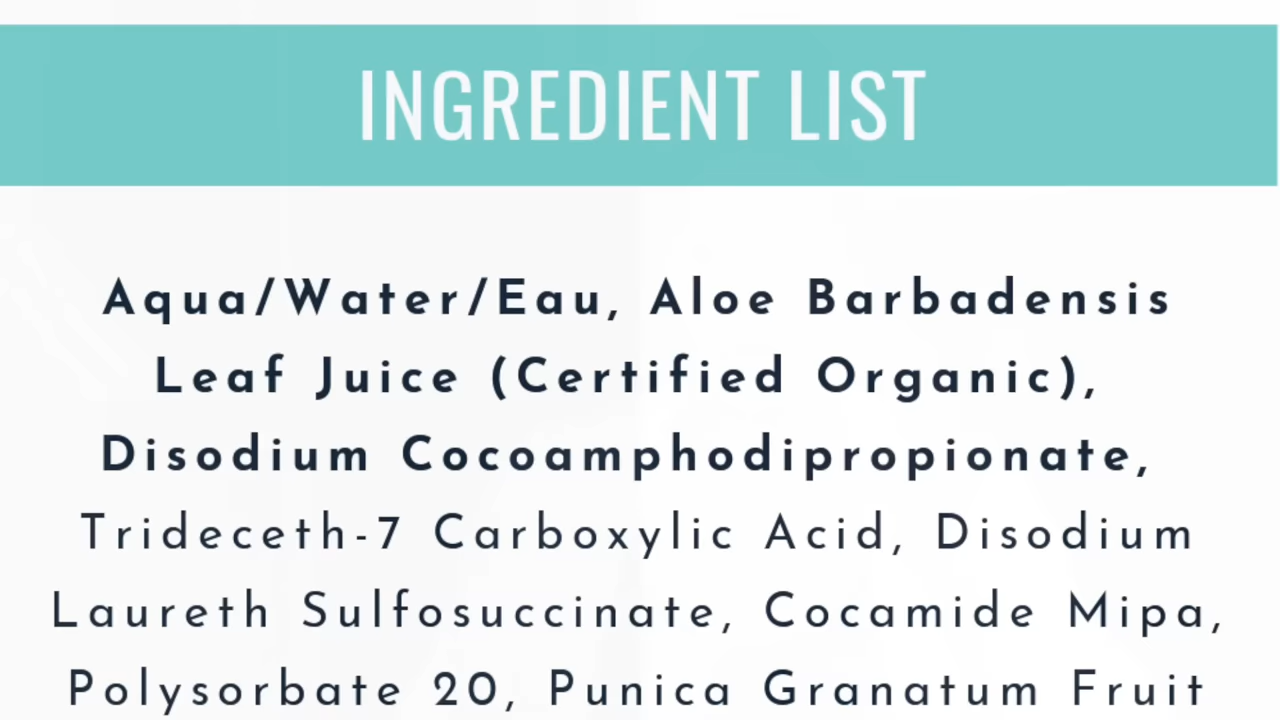 INGREDIENT LIST
Aqua/Water/Eau, Aloe Barbadensis
Leaf Juice (Certified Organic),
Disodium Cocoamphodipropionate,
Trideceth-7 Carboxylic Acid, Disodium
Laureth Sulfosuccinate, Cocamide Mipa,
Polysorbate 20, Punica Granatum Fruit